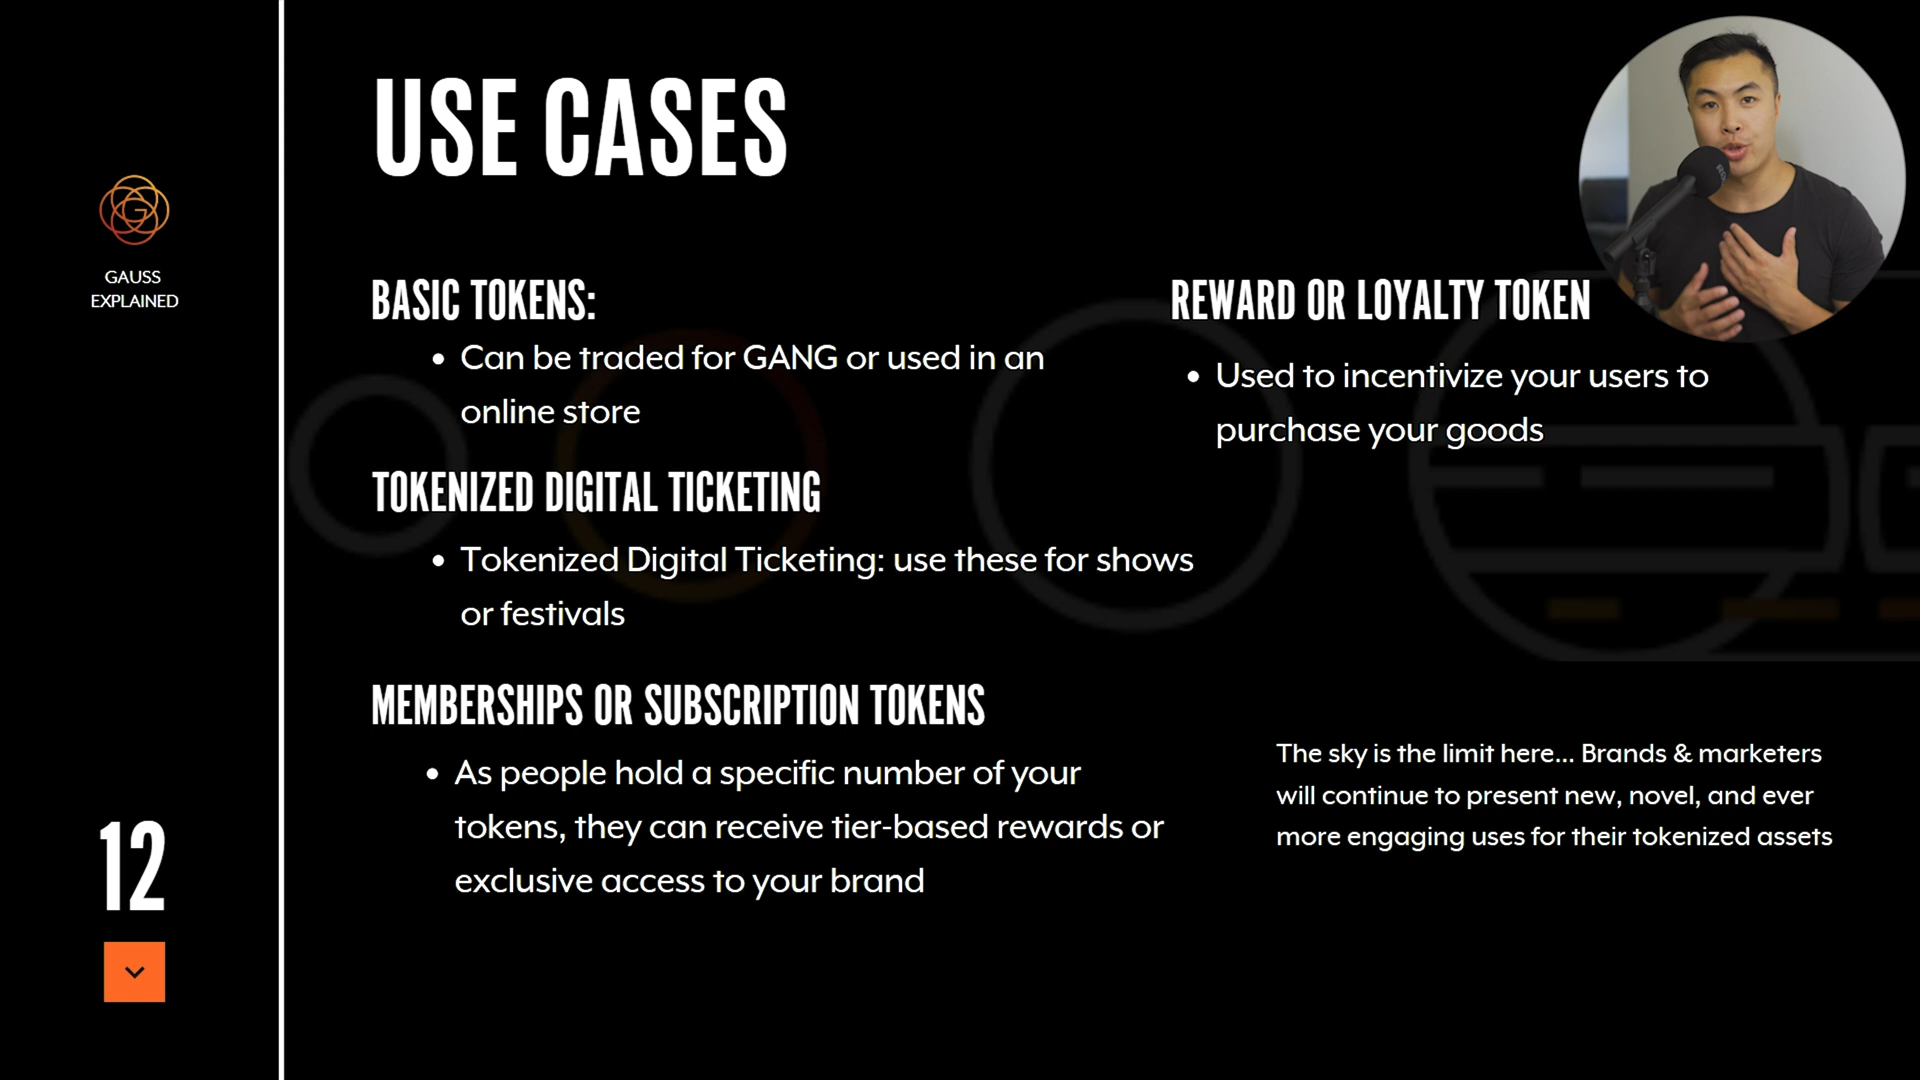 GAUSS
EXPLAINED
12
USE CASES
BASIC TOKENS:
• Can be traded for GANG or used in an
online store
TOKENIZED DIGITAL TICKETING
• Tokenized Digital Ticketing: use these for shows
or festivals
MEMBERSHIPS OR SUBSCRIPTION TOKENS
• As people hold a specific number of your
tokens, they can receive tier-based rewards or
exclusive access to your brand
REWARD OR LOYALTY TOKEN
• Used to incentivize your users to
purchase your goods
The sky is the limit here... Brands & marketers
will continue to present new, novel, and ever
more engaging uses for their tokenized assets